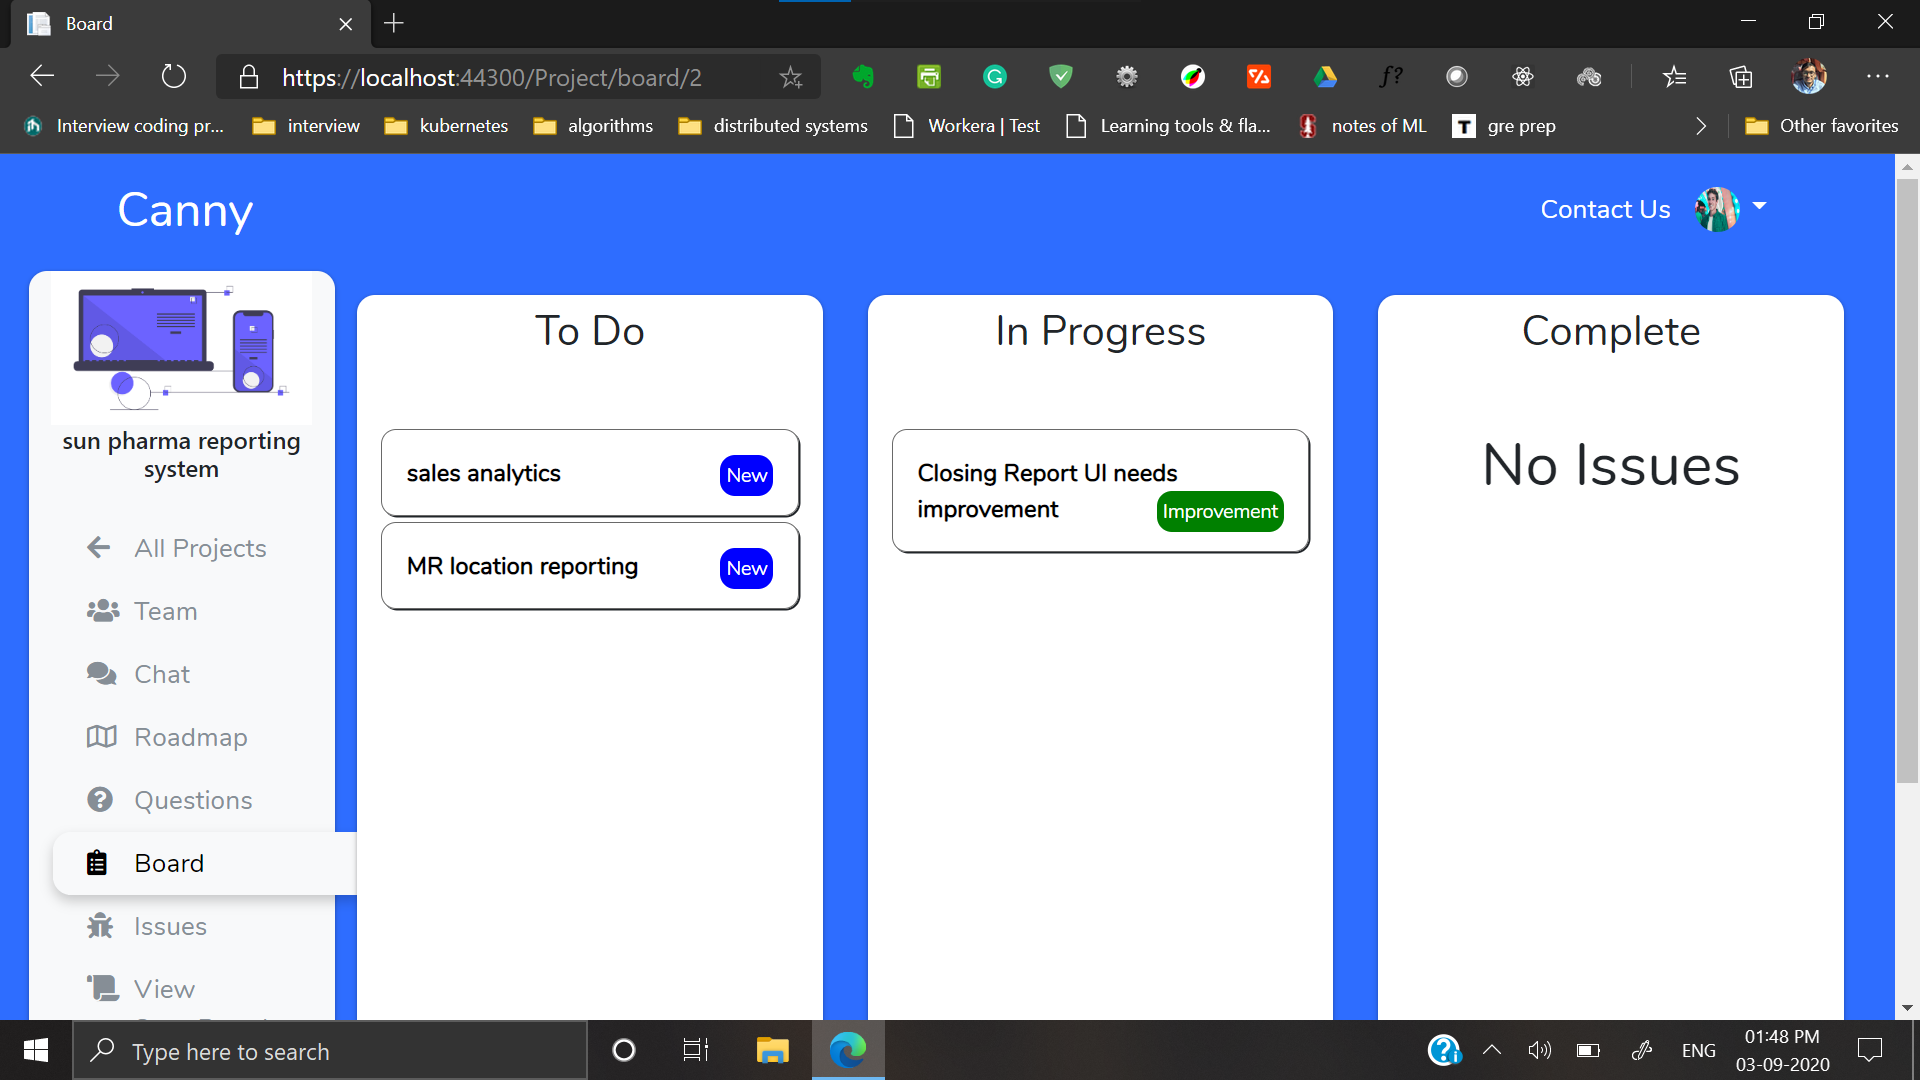 Board
https://localhost:44300/Project/board/2
Interview coding pr...
interview
kubernetes
algorithms
distributed systems
Workera | Test
Learning tools & fla...
notes of ML
gre prep
Other favorites
Canny
Contact Us
sun pharma reporting
system
All Projects
Team
Chat
Roadmap
Questions
Board
Issues
View
To Do
sales analytics
New
MR location reporting
New
In Progress
Closing Report UI needs
improvement
Improvement
Complete
No Issues
Type here to search
ENG
01:48 PM
03-09-2020